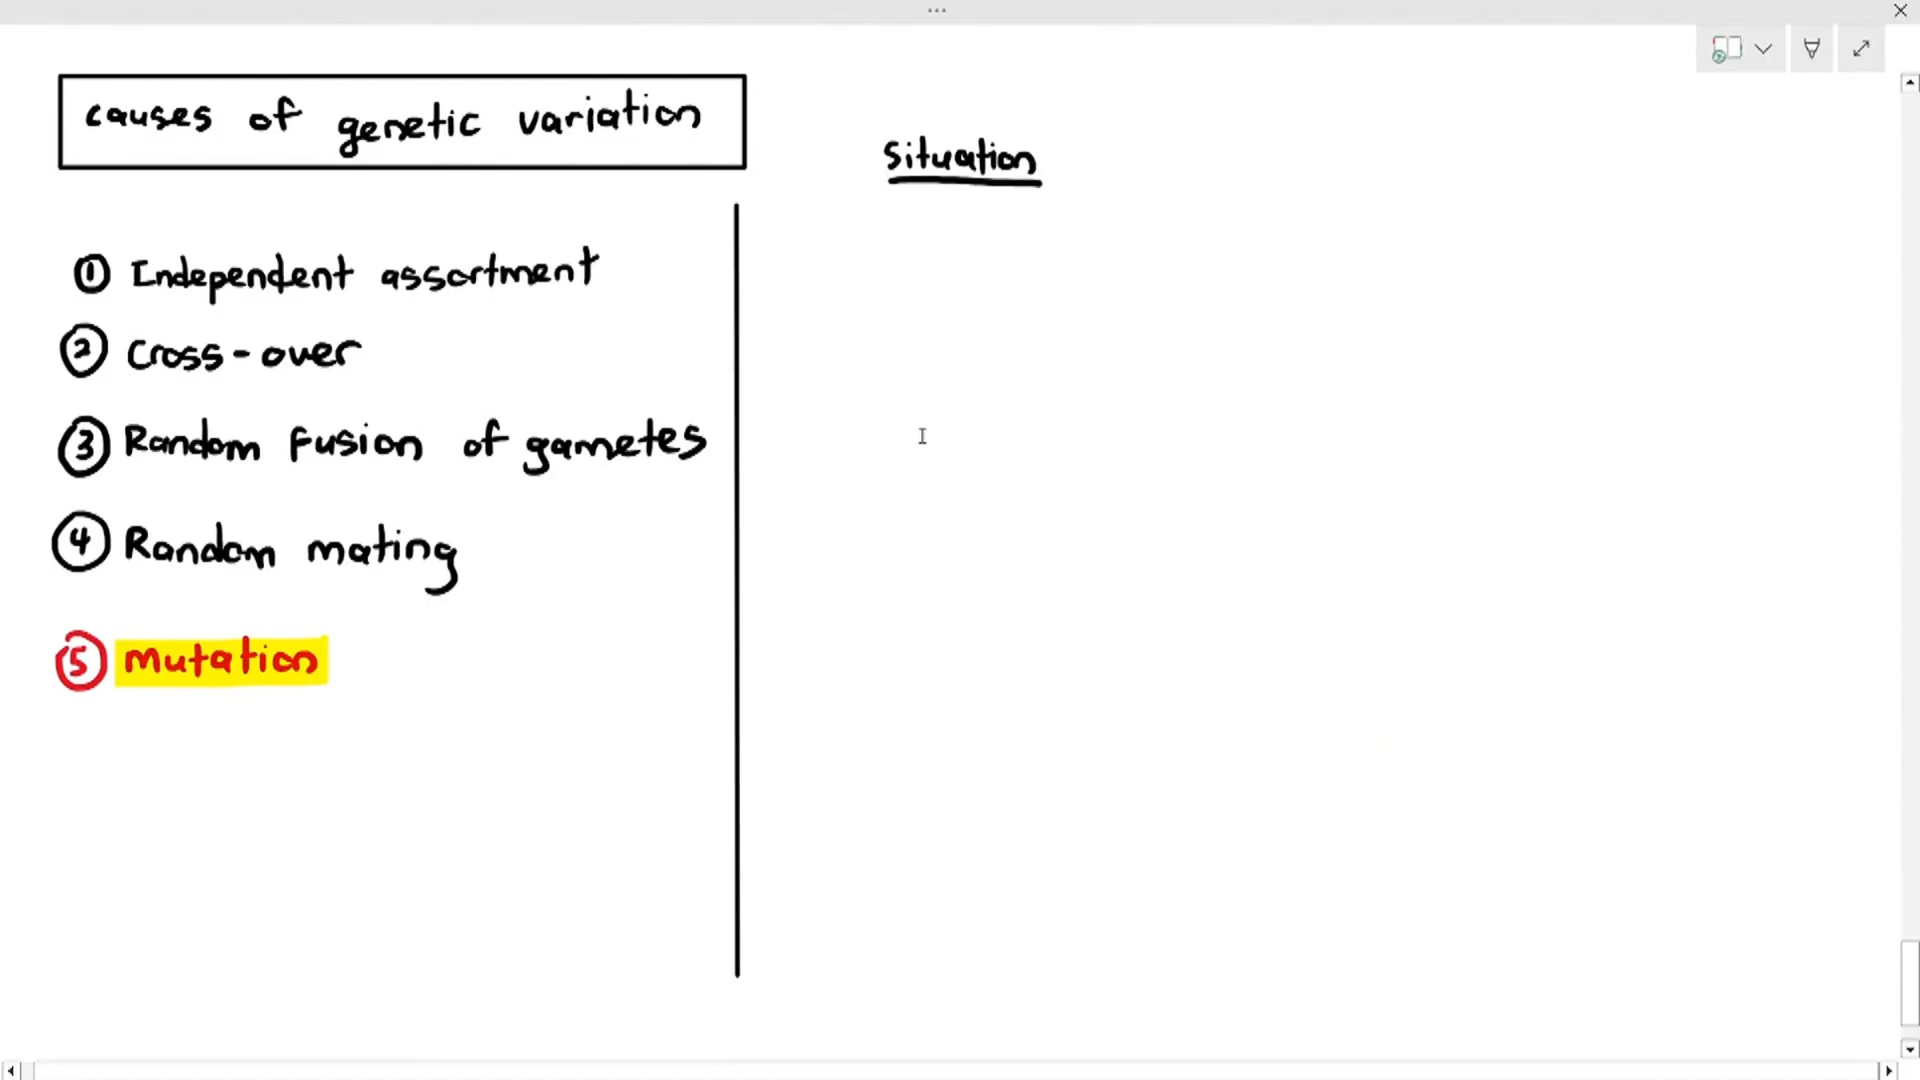 causes of genetic variation
situation
① Independent assortment
② Cross-over
③ Random fusion of gametes
④ Random mating
⑤ mutation